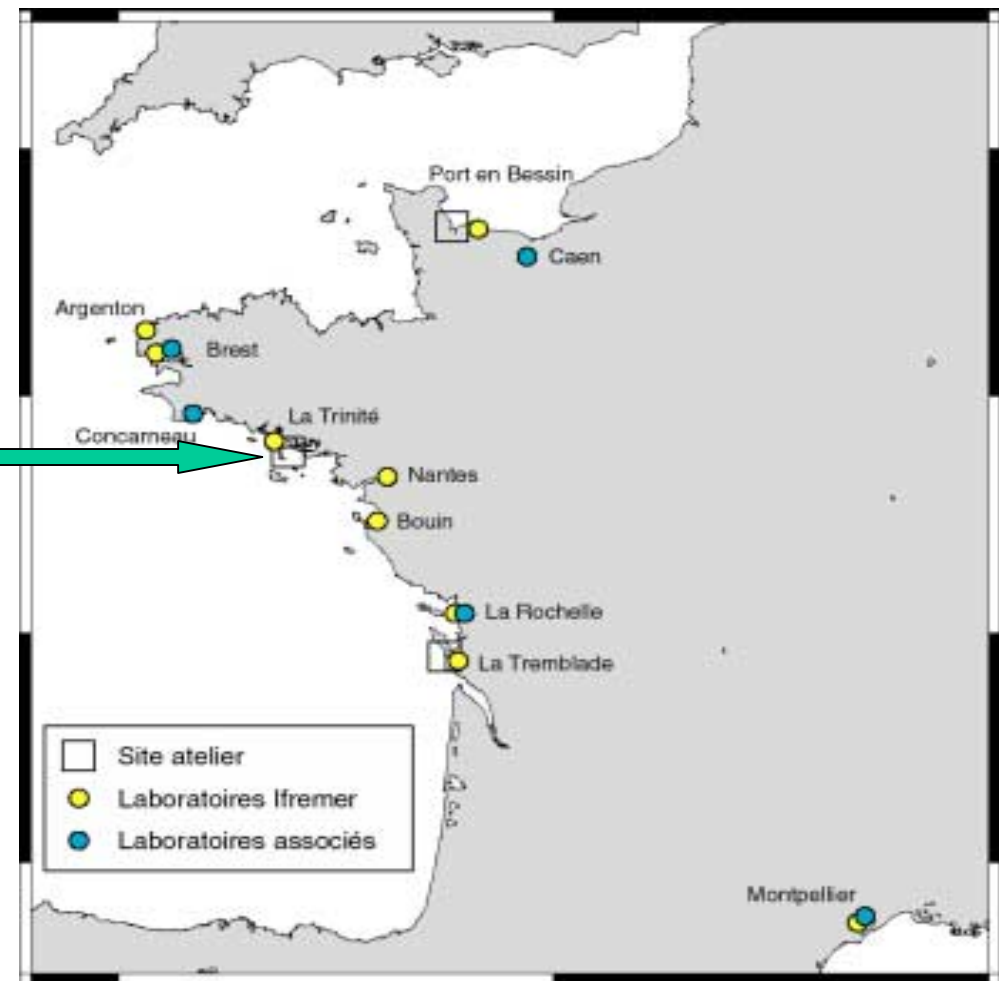 Port en Bessin
Caen
Argenton
Brest
La Trinité
Concarneau
Nantes
Bouin
La Rochelle
La Tremblade
Site atelier
Laboratoires Ifremer
Laboratoires associés
Montpellier